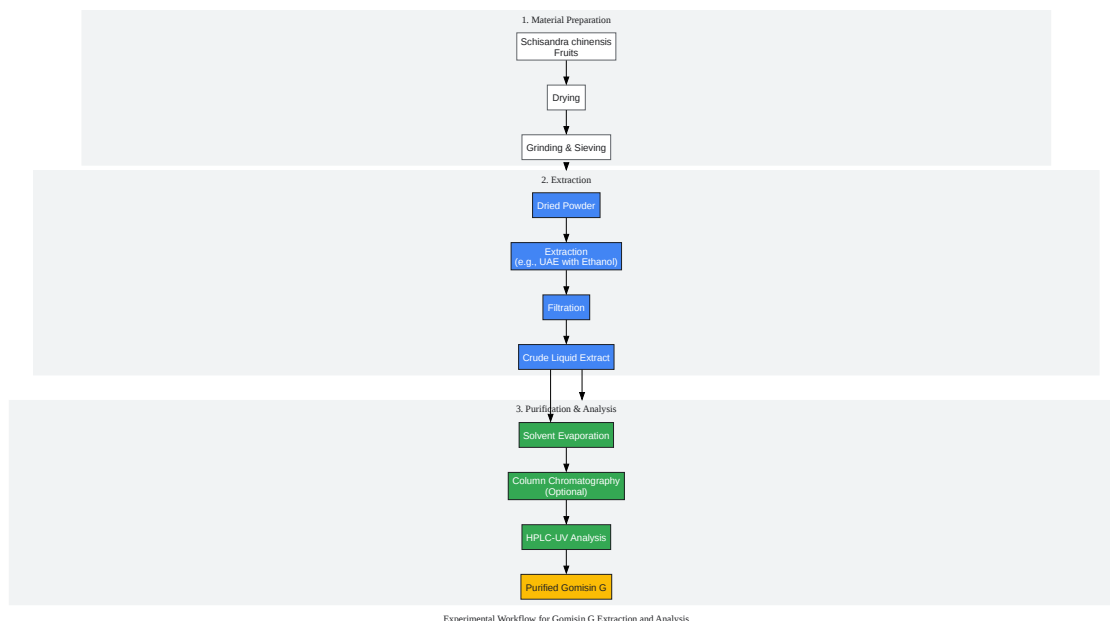 1. Material Preparation
Schisandra chinensis
Fruits
Drying
Grinding & Sieving
2. Extraction
Dried Powder
Extraction
(e.g., UAE with Ethanol)
Filtration
Crude Liquid Extract
3. Purification & Analysis
Solvent Evaporation
Column Chromatography
(Optional)
HPLC-UV Analysis
Purified Gomisin G
Experimental Workflow for Gomisin G Extraction and Analysis